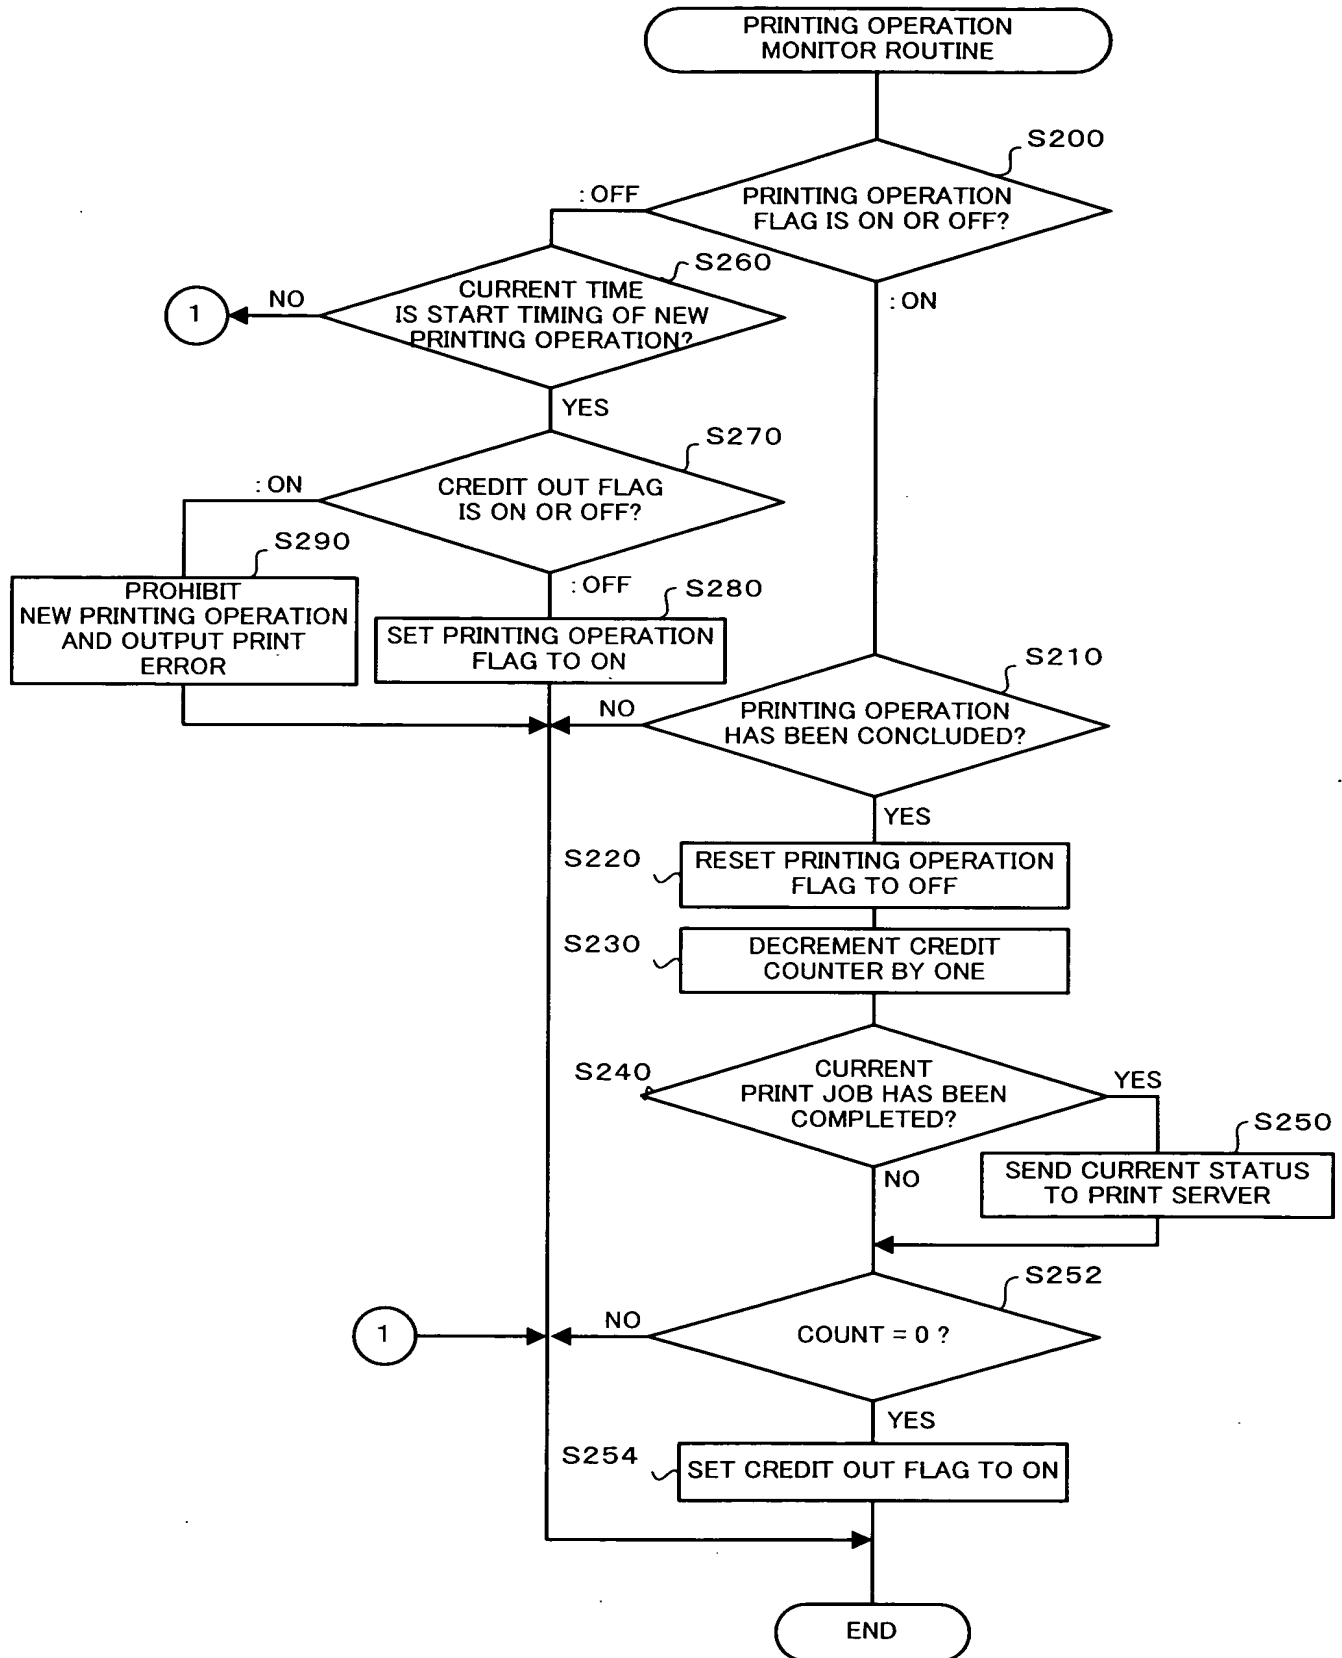 PRINTING OPERATION
MONITOR ROUTINE
S200
PRINTING OPERATION
FLAG IS ON OR OFF?
: OFF
: ON
S260
CURRENT TIME
IS START TIMING OF NEW
PRINTING OPERATION?
NO
1
YES
S270
CREDIT OUT FLAG
IS ON OR OFF?
: ON
: OFF
S290
PROHIBIT
NEW PRINTING OPERATION
AND OUTPUT PRINT
ERROR
S280
SET PRINTING OPERATION
FLAG TO ON
S210
PRINTING OPERATION
HAS BEEN CONCLUDED?
NO
YES
S220
RESET PRINTING OPERATION
FLAG TO OFF
S230
DECREMENT CREDIT
COUNTER BY ONE
S240
CURRENT
PRINT JOB HAS BEEN
COMPLETED?
YES
NO
S250
SEND CURRENT STATUS
TO PRINT SERVER
S252
COUNT = 0 ?
NO
1
YES
S254
SET CREDIT OUT FLAG TO ON
END